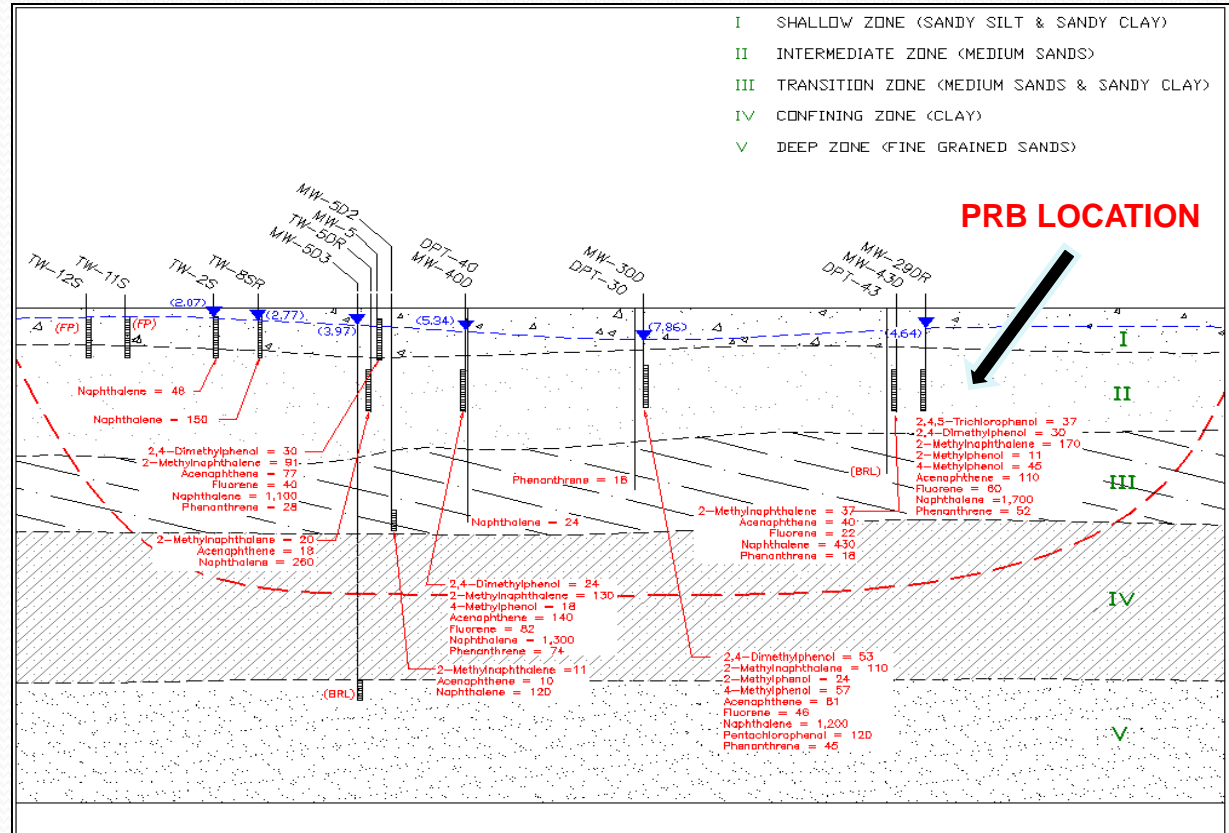 I SHALLOW ZONE (SANDY SILT & SANDY CLAY)
II INTERMEDIATE ZONE (MEDIUM SANDS)
III TRANSITION ZONE (MEDIUM SANDS & SANDY CLAY)
IV CONFINING ZONE (CLAY)
V DEEP ZONE (FINE GRAINED SANDS)
PRB LOCATION
TW-12S
TW-11S
TW-2S
TW-8SR
MW-5D3
TW-5DR
MW-5
MW-5D2
DPT-40
MW-40D
MW-30D
DPT-30
MW-29DR
MW-43D
DPT-43
(FP)
(FP)
(2.07)
(2.77)
(3.97)
(5.34)
(7.86)
(4.64)
I
II
III
IV
V
Naphthalene = 48
Naphthalene - 150
2,4-Dimethylphenol = 30
2-Methylnaphthalene = 91
Acenaphthene - 77
Fluorene = 40
Naphthalene = 1,100
Phenanthrene - 28
2-Methylnaphthalene - 20
Acenaphthene = 18
Naphthalene = 260
(BRL)
2-Methylnaphthalene =11
Acenaphthene = 10
Naphthalene = 120
Naphthalene - 24
2,4-Dimethylphenol = 24
2-Methylnaphthalene = 130
4-Methylphenol - 18
Acenaphthene = 140
Fluorene = 82
Naphthalene - 1,300
Phenanthrene = 74
Phenanthrene = 18
2,4-Dimethylphenol = 53
2-Methylnaphthalene = 110
2-Methylphenol - 24
4-Methylphenol = 57
Acenaphthene = 81
Fluorene = 46
Naphthalene = 1,200
Pentachlorophenol = 120
Phenanthrene = 45
(BRL)
2-Methylnaphthalene = 37
Acenaphthene = 40
Fluorene = 22
Naphthalene = 430
Phenanthrene = 18
2,4,5-Trichlorophenol = 37
2,4-Dimethylphenol = 30
2-Methylnaphthalene = 170
2-Methylphenol = 11
4-Methylphenol = 45
Acenaphthene = 110
Fluorene = 60
Naphthalene =1,700
Phenanthrene = 52